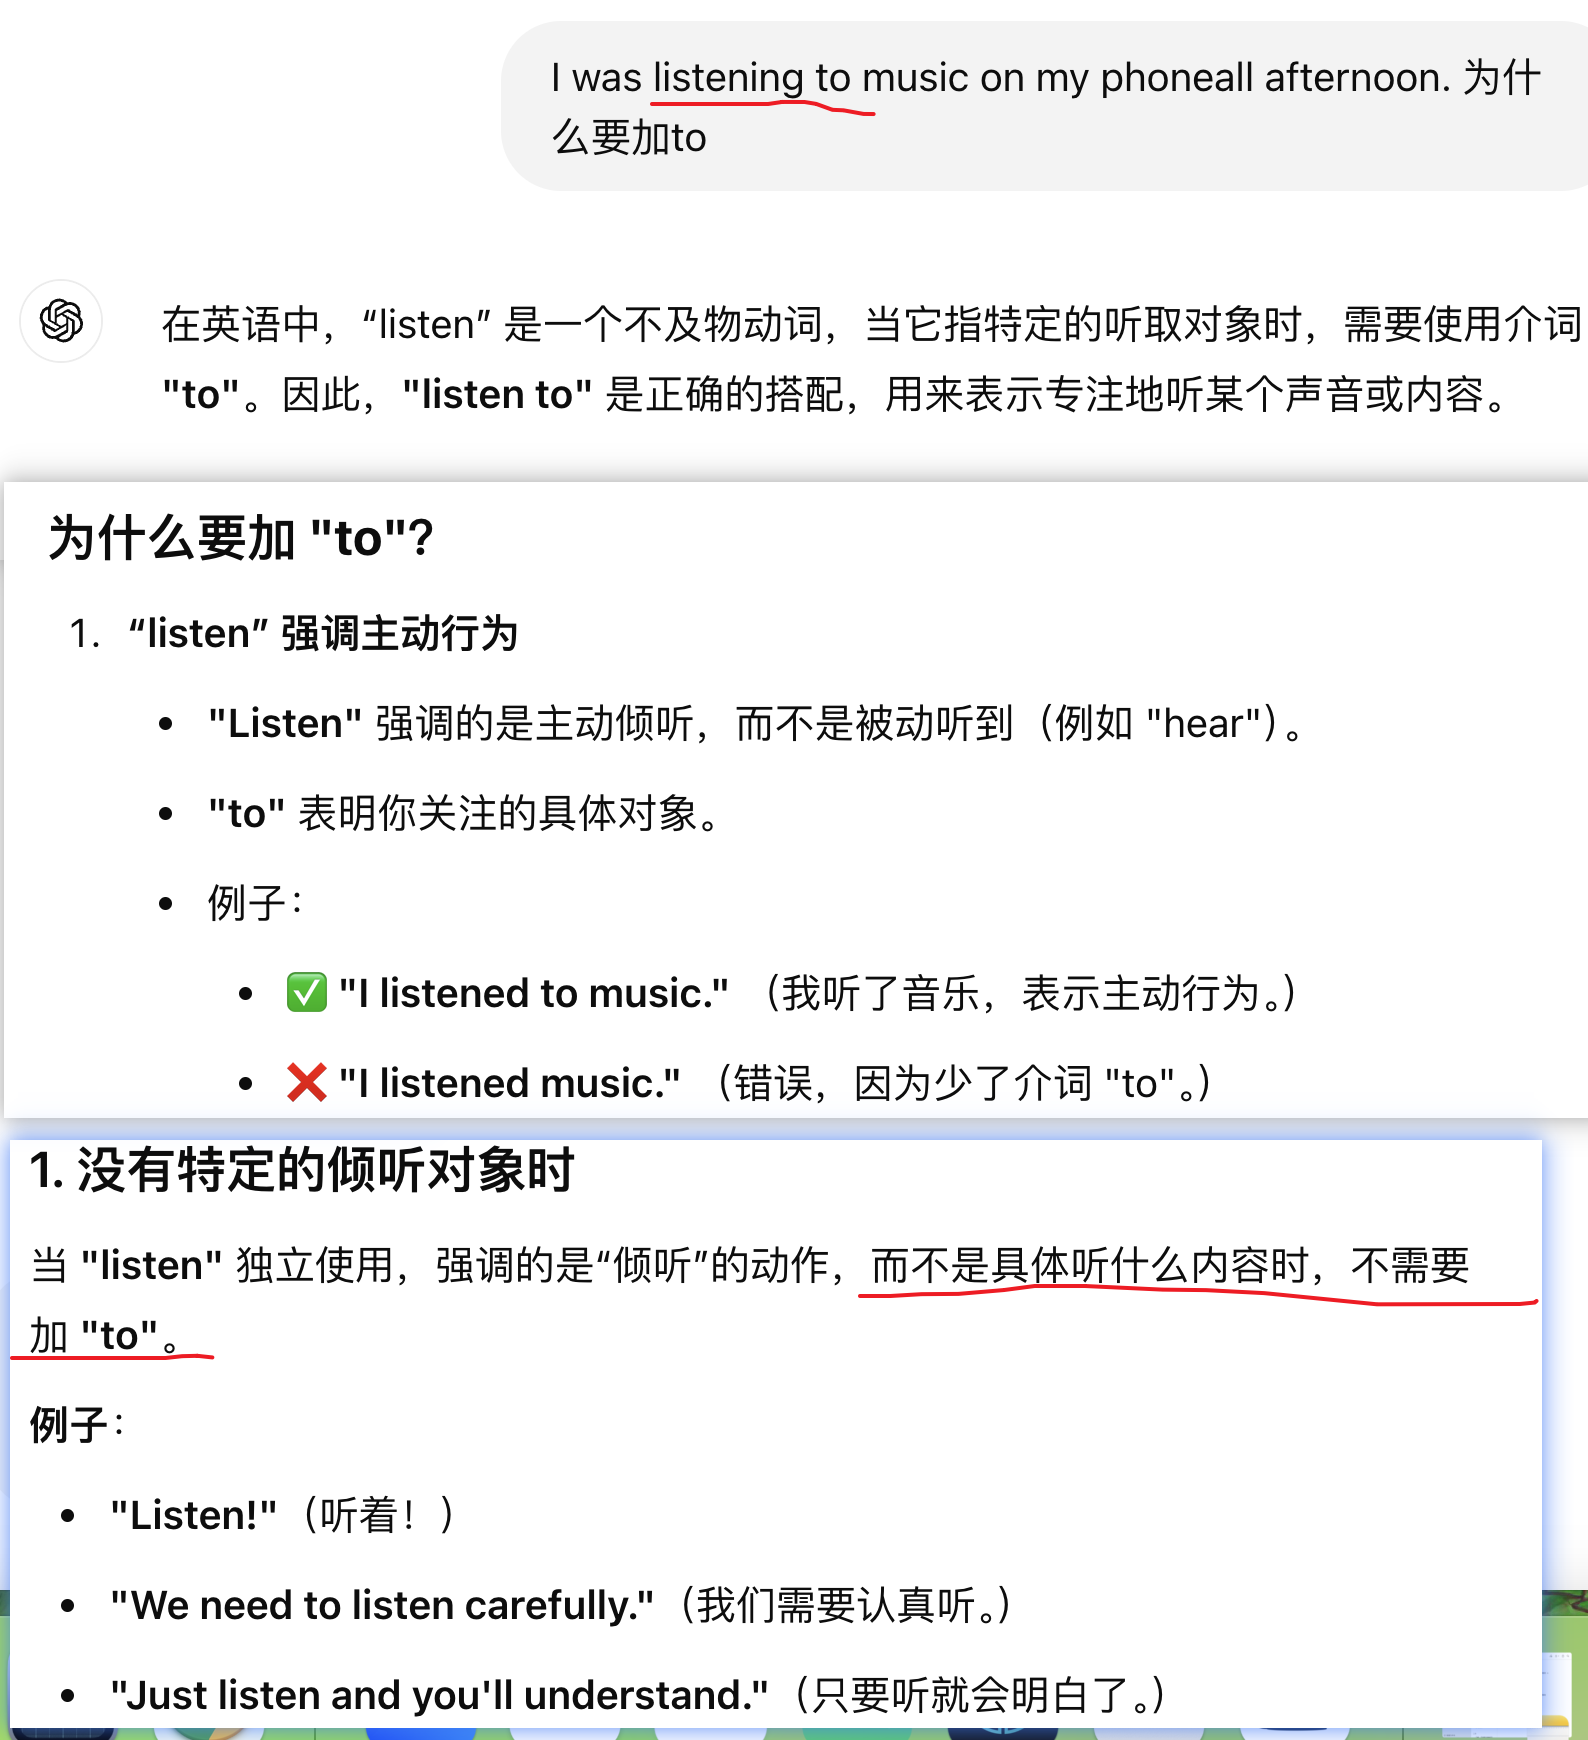 I was listening to music on my phoneall afternoon. 为什
么要加to
在英语中，“listen” 是一个不及物动词，当它指特定的听取对象时，需要使用介词
"to"。因此，"listen to" 是正确的搭配，用来表示专注地听某个声音或内容。
为什么要加 "to"?
1. “listen” 强调主动行为
• "Listen" 强调的是主动倾听，而不是被动听到（例如 "hear"）。
• "to" 表明你关注的具体对象。
• 例子：
• ✅ "I listened to music." （我听了音乐，表示主动行为。）
• ❌ "I listened music." （错误，因为少了介词 "to"。）
1. 没有特定的倾听对象时
当 "listen" 独立使用，强调的是“倾听”的动作，而不是具体听什么内容时，不需要
加 "to"。
例子：
• "Listen!"（听着！）
• "We need to listen carefully."（我们需要认真听。）
• "Just listen and you'll understand."（只要听就会明白了。）